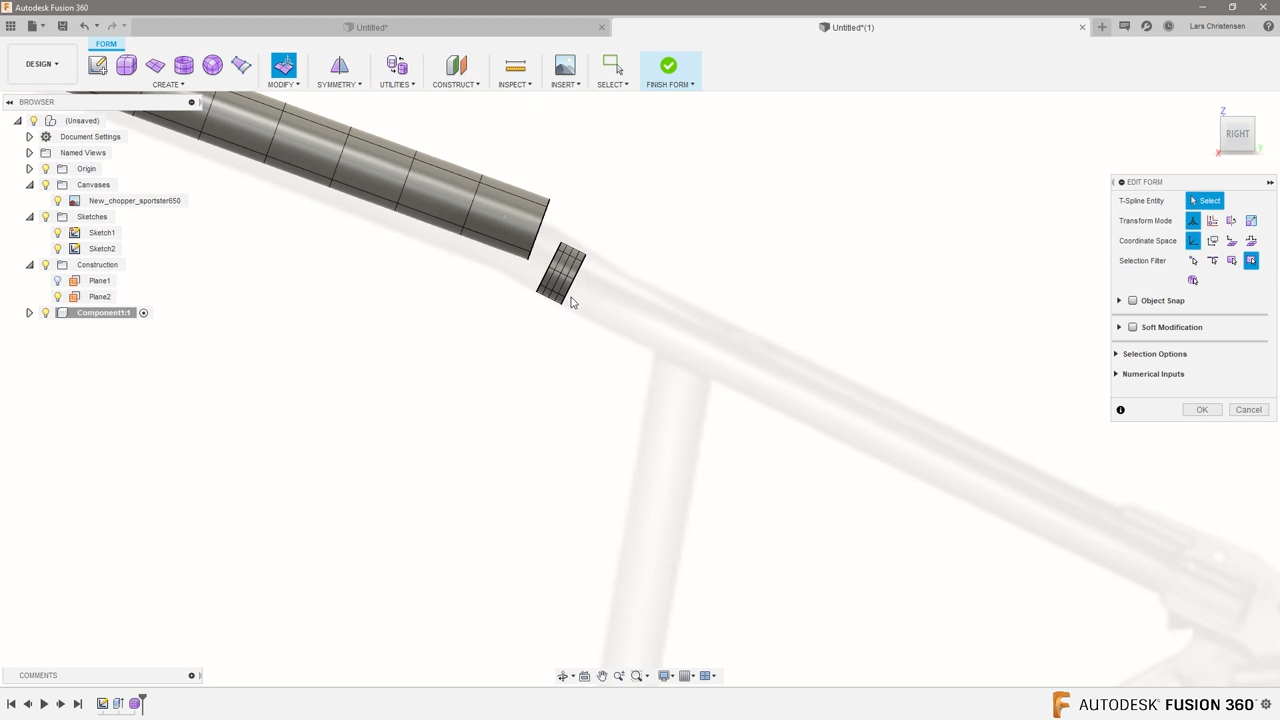 Autodesk Fusion 360
Untitled*
Untitled*(1)
Lars Christensen
FORM
DESIGN
CREATE
MODIFY
SYMMETRY
UTILITIES
CONSTRUCT
INSPECT
INSERT
SELECT
FINISH FORM
BROWSER
(Unsaved)
Document Settings
Named Views
Origin
Canvases
New_chopper_sportster650
Sketches
Sketch1
Sketch2
Construction
Plane1
Plane2
Component1:1
Z
RIGHT
X
Y
EDIT FORM
T-Spline Entity
Select
Transform Mode
Coordinate Space
Selection Filter
Object Snap
Soft Modification
Selection Options
Numerical Inputs
OK
Cancel
COMMENTS
AUTODESK® FUSION 360™